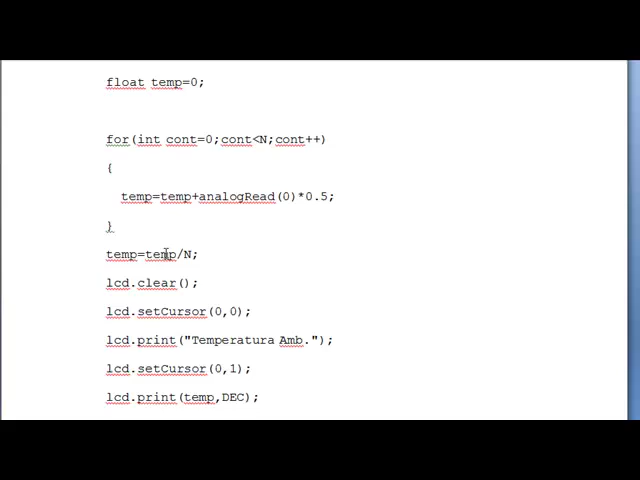 float temp=0;
for(int cont=0;cont<N;cont++)
{
temp=temp+analogRead(0)*0.5;
}
temp=temp/N;
lcd.clear();
lcd.setCursor(0,0);
lcd.print("Temperatura Amb.");
lcd.setCursor(0,1);
lcd.print(temp,DEC);